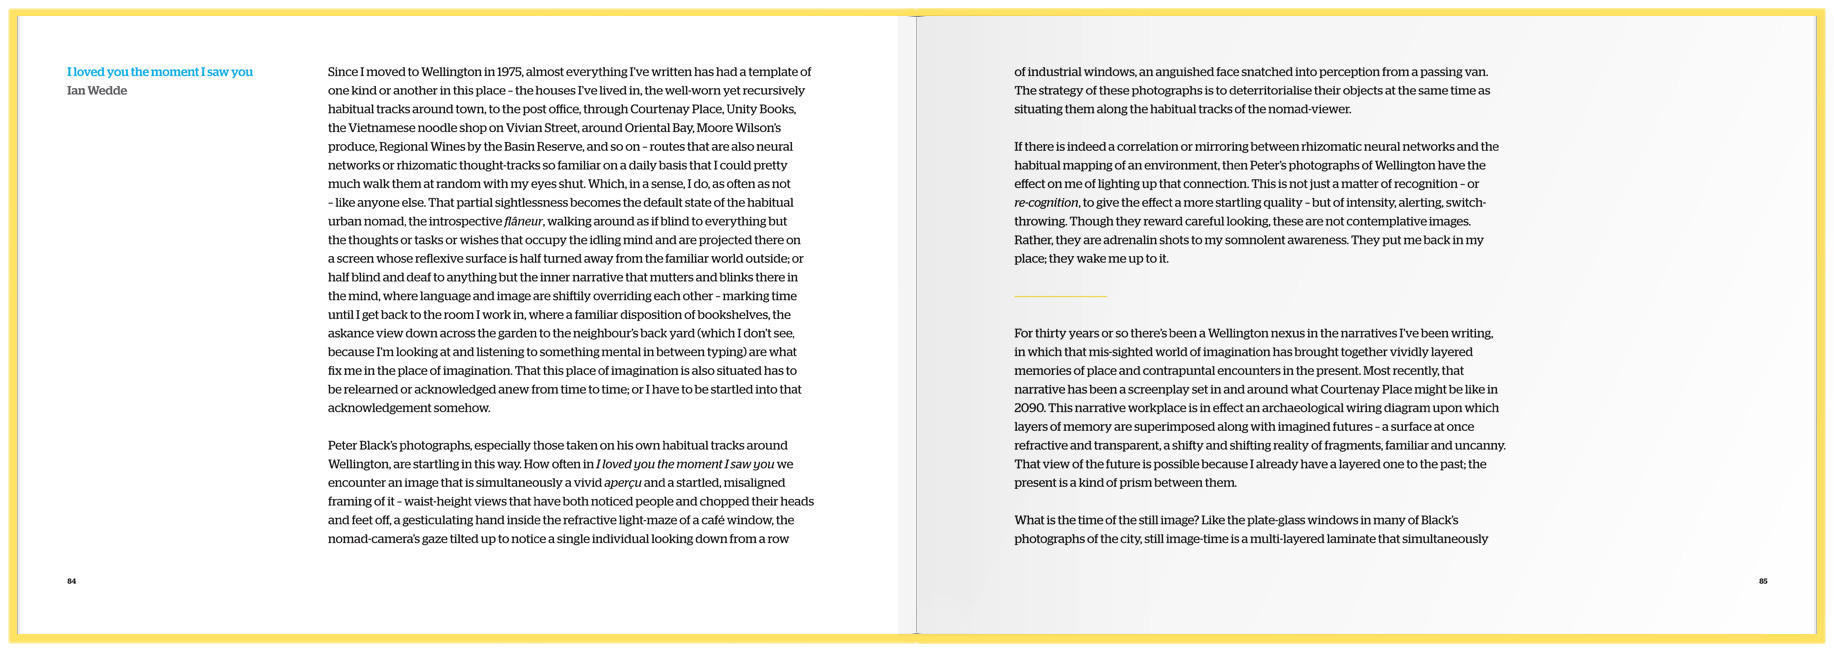 I loved you the moment I saw you
Ian Wedde
Since I moved to Wellington in 1975, almost everything I've written has had a template of
one kind or another in this place – the houses I've lived in, the well-worn yet recursively
habitual tracks around town, to the post office, through Courtenay Place, Unity Books,
the Vietnamese noodle shop on Vivian Street, around Oriental Bay, Moore Wilson's
produce, Regional Wines by the Basin Reserve, and so on – routes that are also neural
networks or rhizomatic thought-tracks so familiar on a daily basis that I could pretty
much walk them at random with my eyes shut. Which, in a sense, I do, as often as not
– like anyone else. That partial sightlessness becomes the default state of the habitual
urban nomad, the introspective flâneur, walking around as if blind to everything but
the thoughts or tasks or wishes that occupy the idling mind and are projected there on
a screen whose reflexive surface is half turned away from the familiar world outside; or
half blind and deaf to anything but the inner narrative that mutters and blinks there in
the mind, where language and image are shiftily overriding each other – marking time
until I get back to the room I work in, where a familiar disposition of bookshelves, the
askance view down across the garden to the neighbour's back yard (which I don't see,
because I'm looking at and listening to something mental in between typing) are what
fix me in the place of imagination. That this place of imagination is also situated has to
be relearned or acknowledged anew from time to time; or I have to be startled into that
acknowledgement somehow.
Peter Black's photographs, especially those taken on his own habitual tracks around
Wellington, are startling in this way. How often in I loved you the moment I saw you we
encounter an image that is simultaneously a vivid aperçu and a startled, misaligned
framing of it – waist-height views that have both noticed people and chopped their heads
and feet off, a gesticulating hand inside the refractive light-maze of a café window, the
nomad-camera's gaze tilted up to notice a single individual looking down from a row
84
of industrial windows, an anguished face snatched into perception from a passing van.
The strategy of these photographs is to deterritorialise their objects at the same time as
situating them along the habitual tracks of the nomad-viewer.
If there is indeed a correlation or mirroring between rhizomatic neural networks and the
habitual mapping of an environment, then Peter's photographs of Wellington have the
effect on me of lighting up that connection. This is not just a matter of recognition – or
re-cognition, to give the effect a more startling quality – but of intensity, alerting, switch-
throwing. Though they reward careful looking, these are not contemplative images.
Rather, they are adrenalin shots to my somnolent awareness. They put me back in my
place; they wake me up to it.
For thirty years or so there's been a Wellington nexus in the narratives I've been writing,
in which that mis-sighted world of imagination has brought together vividly layered
memories of place and contrapuntal encounters in the present. Most recently, that
narrative has been a screenplay set in and around what Courtenay Place might be like in
2090. This narrative workplace is in effect an archaeological wiring diagram upon which
layers of memory are superimposed along with imagined futures – a surface at once
refractive and transparent, a shifty and shifting reality of fragments, familiar and uncanny.
That view of the future is possible because I already have a layered one to the past; the
present is a kind of prism between them.
What is the time of the still image? Like the plate-glass windows in many of Black's
photographs of the city, still image-time is a multi-layered laminate that simultaneously
85